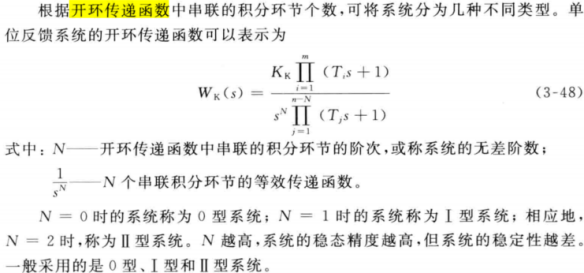 根据开环传递函数中串联的积分环节个数,可将系统分为几种不同类型。单
位反馈系统的开环传递函数可以表示为
$W_K(s) = \frac{K_K \prod_{i=1}^{m} (T_i s + 1)}{s^N \prod_{j=1}^{n-N} (T_j s + 1)}$ (3-48)
式中: N——开环传递函数中串联的积分环节的阶次,或称系统的无差阶数;
$\frac{1}{s^N}$——N 个串联积分环节的等效传递函数。
N = 0 时的系统称为 0 型系统; N = 1 时的系统称为 Ⅰ 型系统; 相应地,
N = 2 时,称为 Ⅱ 型系统。N 越高,系统的稳态精度越高,但系统的稳定性越差。
一般采用的是 0 型、Ⅰ 型和 Ⅱ 型系统。